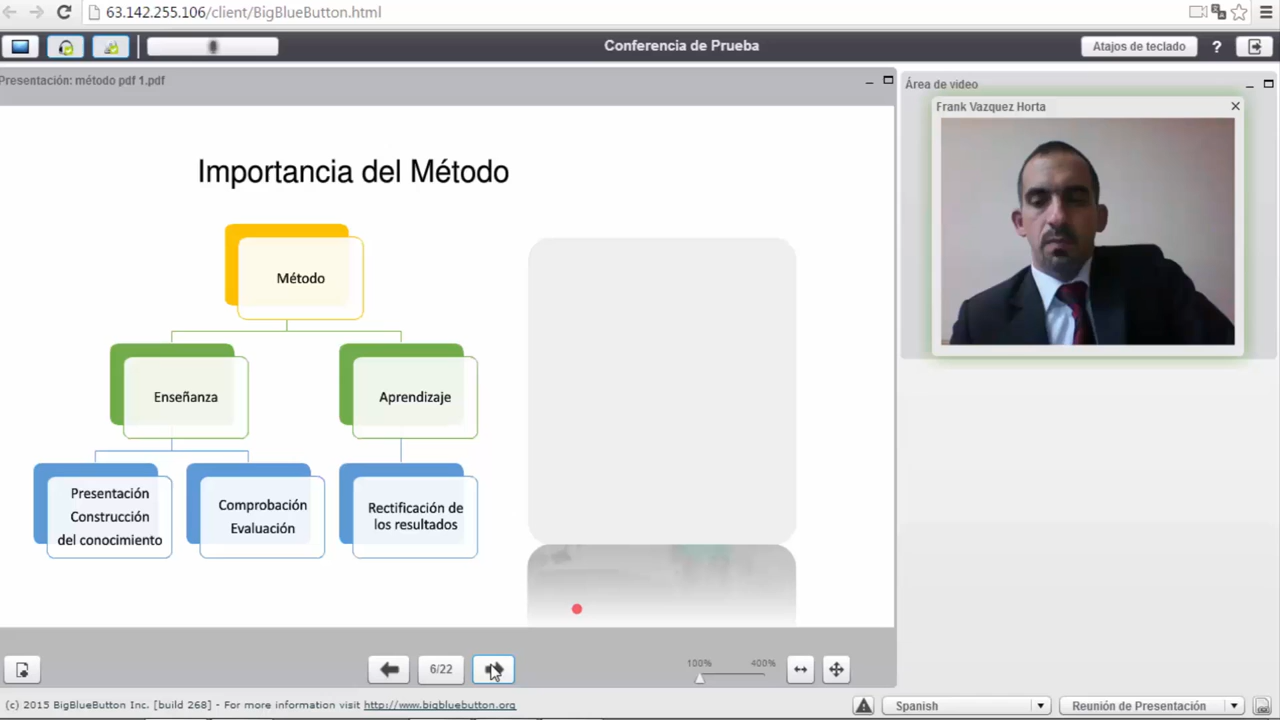 63.142.255.106/client/BigBlueButton.html
Conferencia de Prueba
Atajos de teclado
?
Presentación: método pdf 1.pdf
Área de video
Frank Vazquez Horta
Importancia del Método
Método
Enseñanza
Aprendizaje
Presentación
Construcción
del conocimiento
Comprobación
Evaluación
Rectificación de
los resultados
6/22
100%
400%
(c) 2015 BigBlueButton Inc. [build 268] - For more information visit http://www.bigbluebutton.org
Spanish
Reunión de Presentación